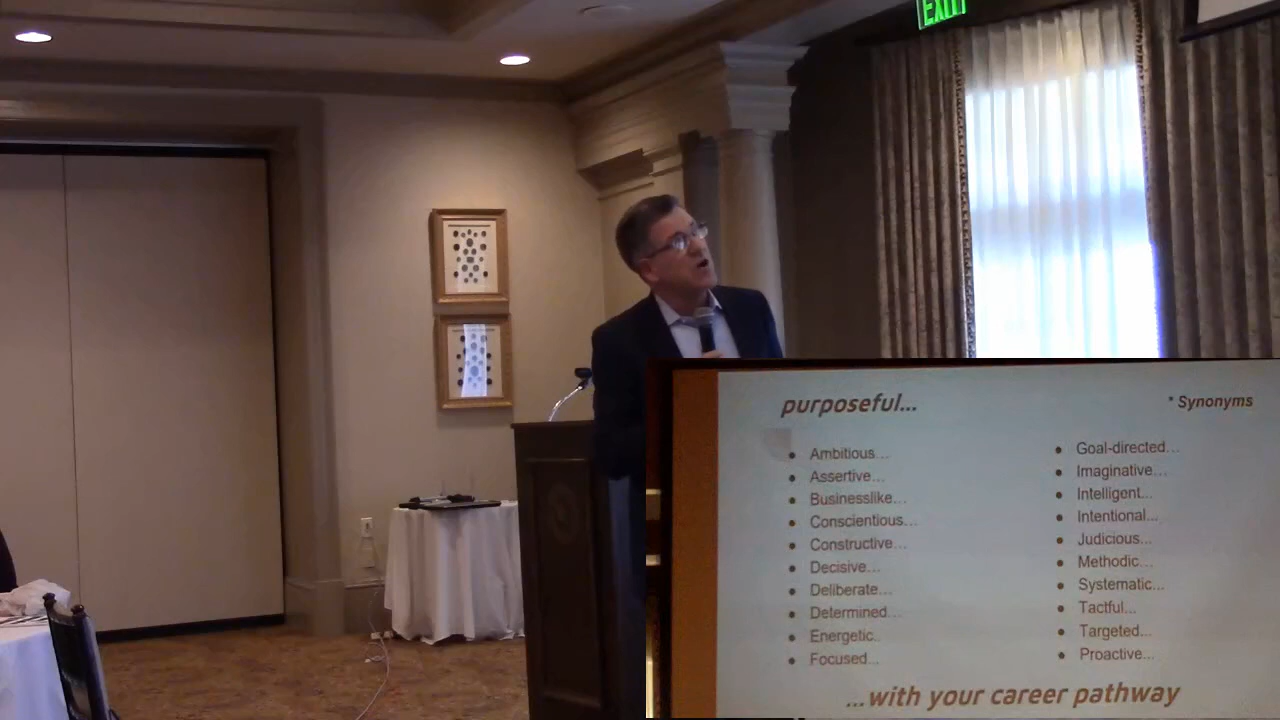 EXIT
purposeful...
* Synonyms
Ambitious...
Assertive...
Businesslike...
Conscientious...
Constructive...
Decisive...
Deliberate...
Determined...
Energetic..
Focused...
Goal-directed...
Imaginative...
Intelligent...
Intentional...
Judicious...
Methodic...
Systematic...
Tactful...
Targeted...
Proactive...
...with your career pathway